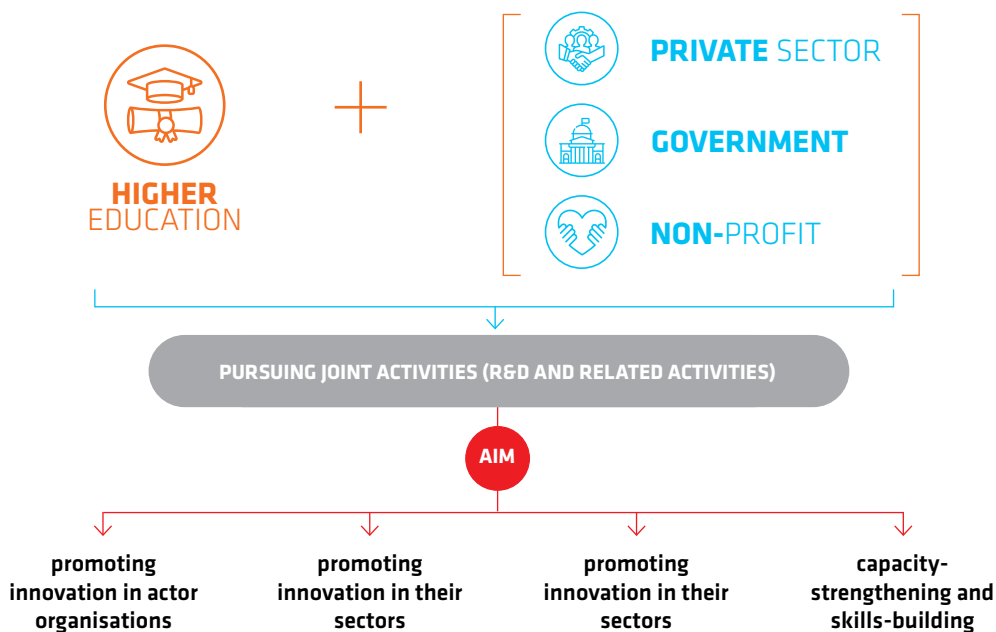 HIGHER
EDUCATION
PRIVATE SECTOR
GOVERNMENT
NON-PROFIT
PURSUING JOINT ACTIVITIES (R&D AND RELATED ACTIVITIES)
AIM
promoting
innovation in actor
organisations
promoting
innovation in their
sectors
promoting
innovation in their
sectors
capacity-
strengthening and
skills-building